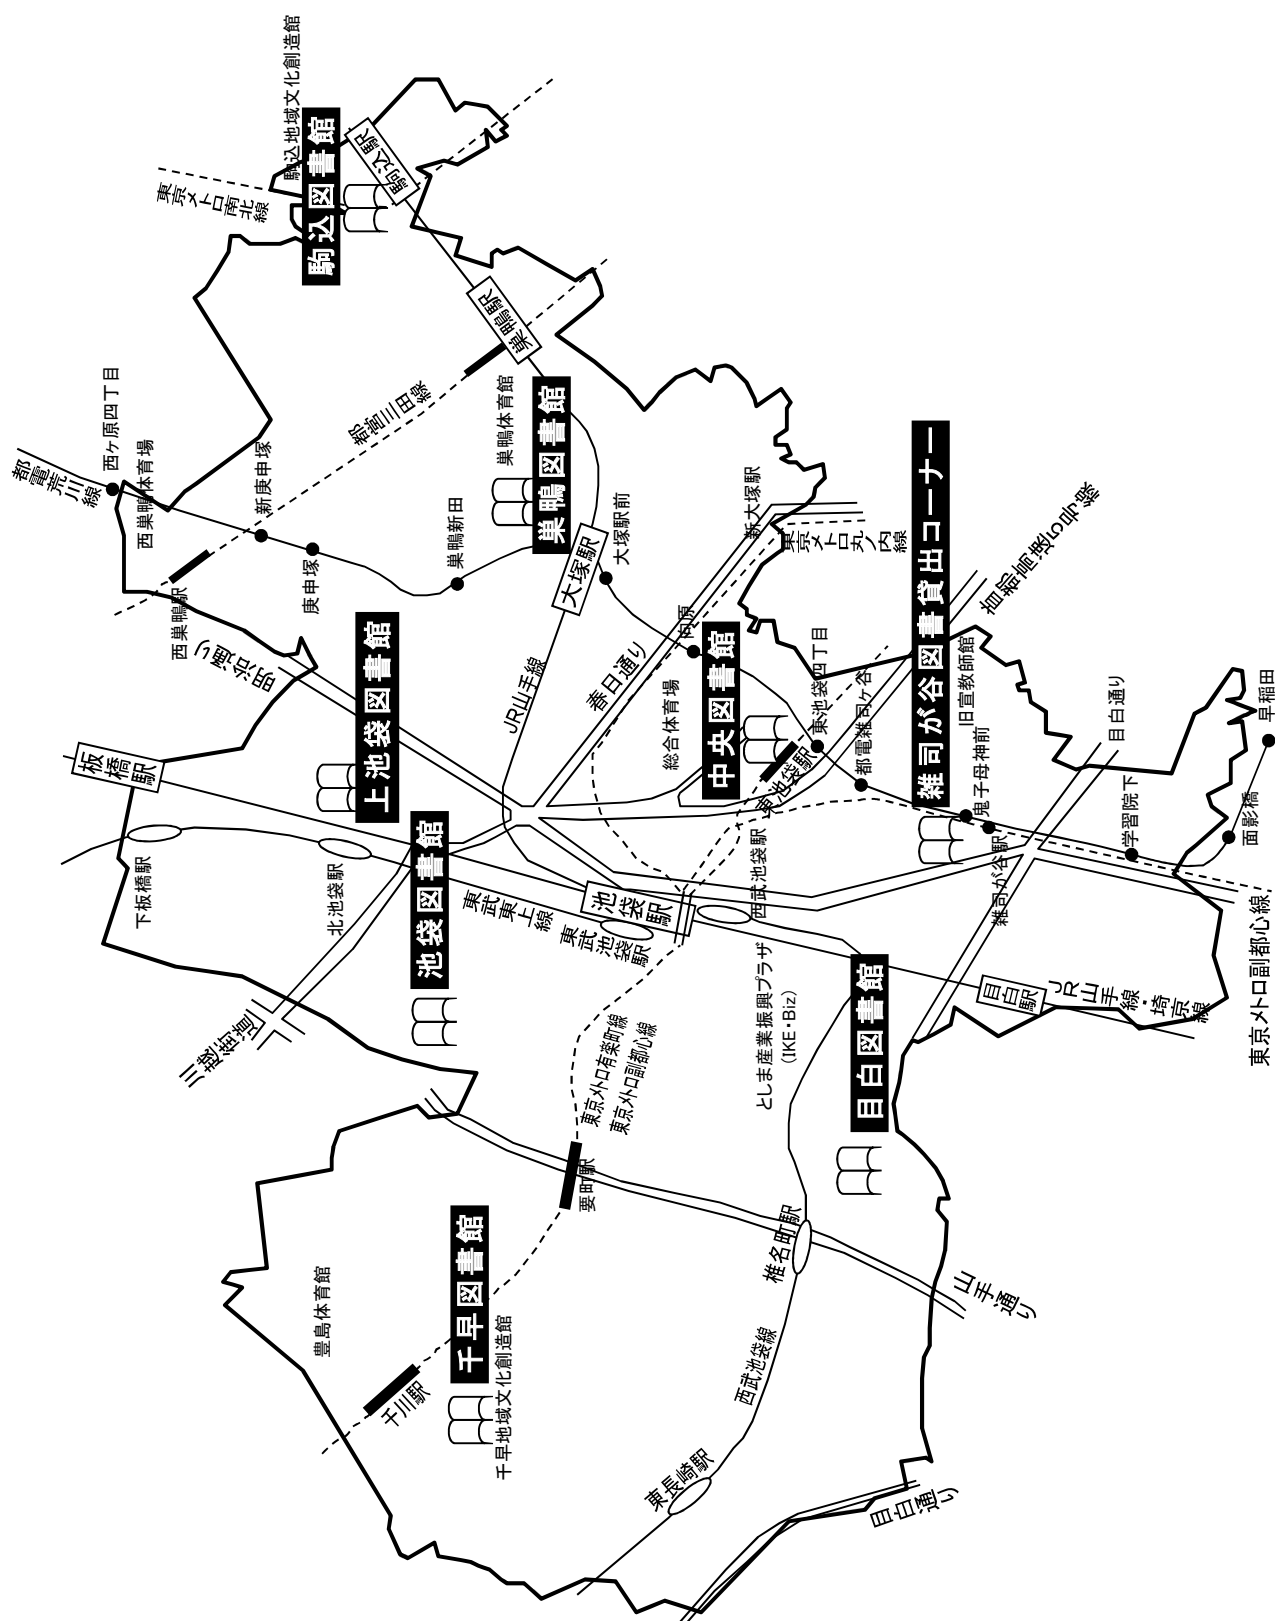 駒込地域文化創造館
駒込図書館
駒込駅
東京メトロ南北線
巣鴨駅
都営三田線
巣鴨体育館
巣鴨図書館
西ヶ原四丁目
都電荒川線
西巣鴨体育場
新庚申塚
庚申塚
巣鴨新田
西巣鴨駅
明治通り
大塚駅
大塚駅前
新大塚駅
東京メトロ丸ノ内線
上池袋図書館
JR山手線
春日通り
向原
総合体育場
中央図書館
東池袋四丁目
東池袋駅
都電雑司ヶ谷
雑司が谷図書貸出コーナー
首都高速5号線
旧宣教師館
鬼子母神前
雑司が谷駅
目白通り
学習院下
面影橋
早稲田
板橋駅
下板橋駅
北池袋駅
池袋図書館
東武東上線
東武池袋駅
池袋駅
西武池袋駅
川越街道
としま産業振興プラザ
(IKE・Biz)
目白図書館
目白駅
JR山手線・埼京線
東京メトロ副都心線
東京メトロ有楽町線
東京メトロ副都心線
要町駅
千早図書館
千早地域文化創造館
豊島体育館
千川駅
椎名町駅
山手通り
西武池袋線
東長崎駅
目白通り